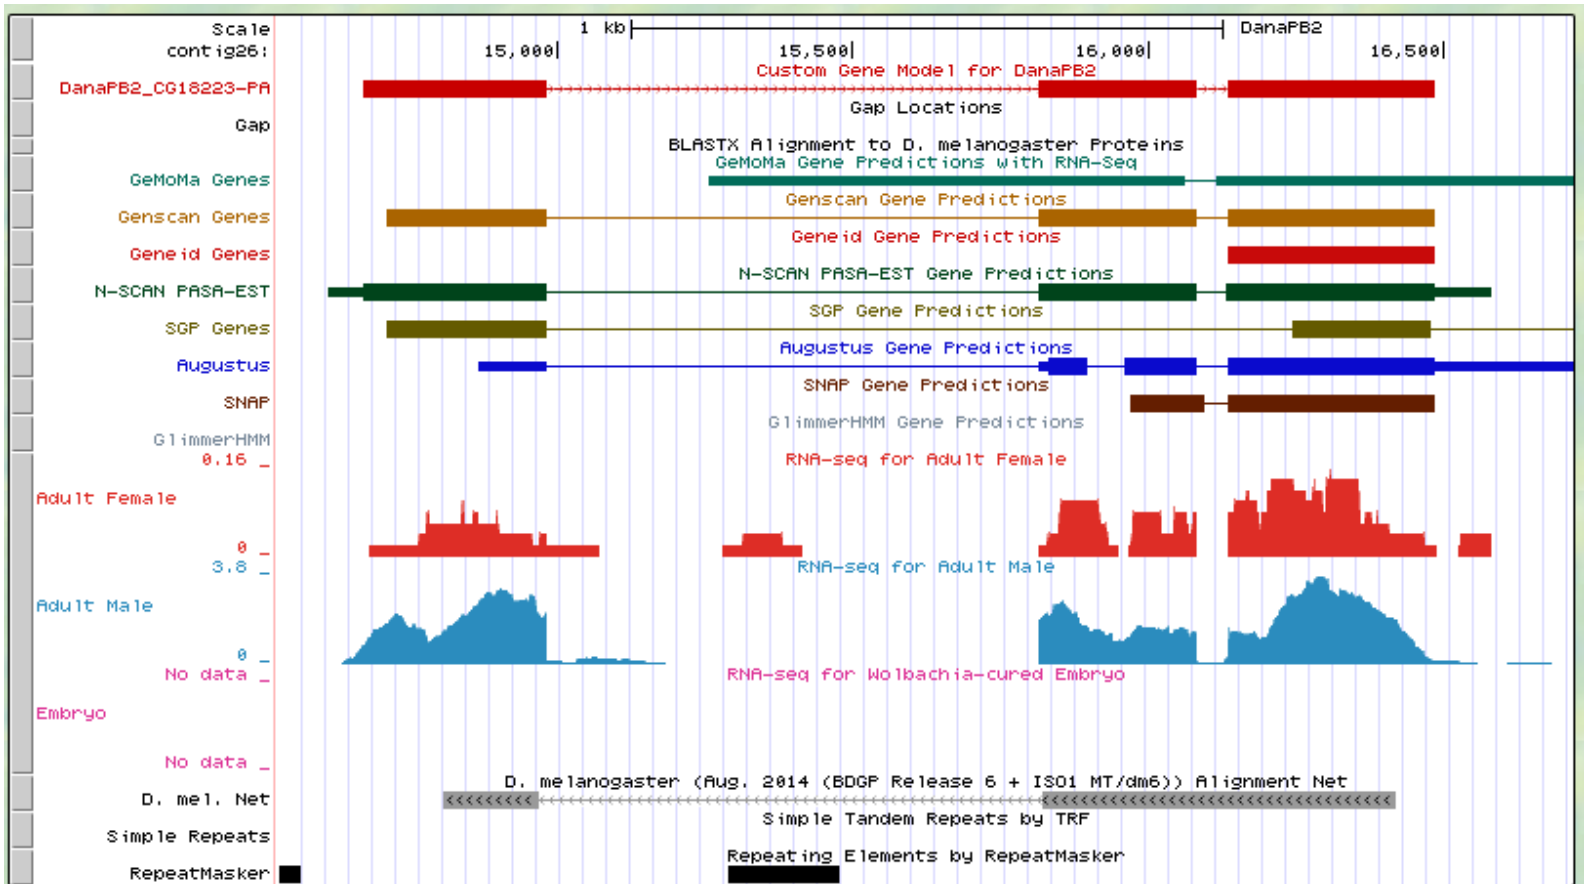 Scale 1 kb DanaPB2
contig26: 15,000| 15,500| 16,000| 16,500|
Custom Gene Model for DanaPB2
DanaPB2_CG18223-PA
Gap Locations
Gap
BLASTX Alignment to D. melanogaster Proteins
GeMoMa Gene Predictions with RNA-Seq
GeMoMa Genes
Genscan Gene Predictions
Genscan Genes
Geneid Gene Predictions
Geneid Genes
N-SCAN PASA-EST Gene Predictions
N-SCAN PASA-EST
SGP Gene Predictions
SGP Genes
Augustus Gene Predictions
Augustus
SNAP Gene Predictions
SNAP
GlimmerHMM Gene Predictions
GlimmerHMM
0.16 _ RNA-seq for Adult Female
Adult Female
0 _
3.8 _ RNA-seq for Adult Male
Adult Male
0 _
No data _ RNA-seq for Wolbachia-cured Embryo
Embryo
No data _
D. melanogaster (Aug. 2014 (BDGP Release 6 + ISO1 MT/dm6)) Alignment Net
D. mel. Net
Simple Tandem Repeats by TRF
Simple Repeats
Repeating Elements by RepeatMasker
RepeatMasker